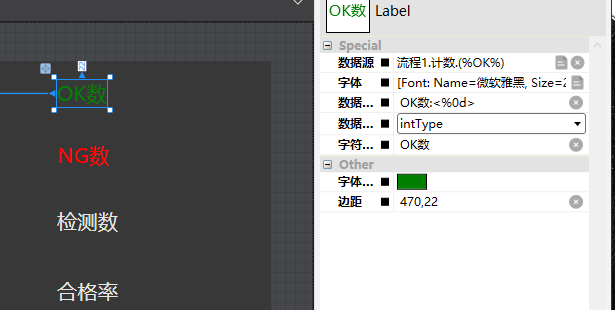 OK数 Label
Special
数据源 流程1.计数.(%OK%)
字体 [Font: Name=微软雅黑, Size=2
数据... OK数:<%0d>
数据... intType
字符... OK数
Other
字体...
边距 470,22
OK数
NG数
检测数
合格率